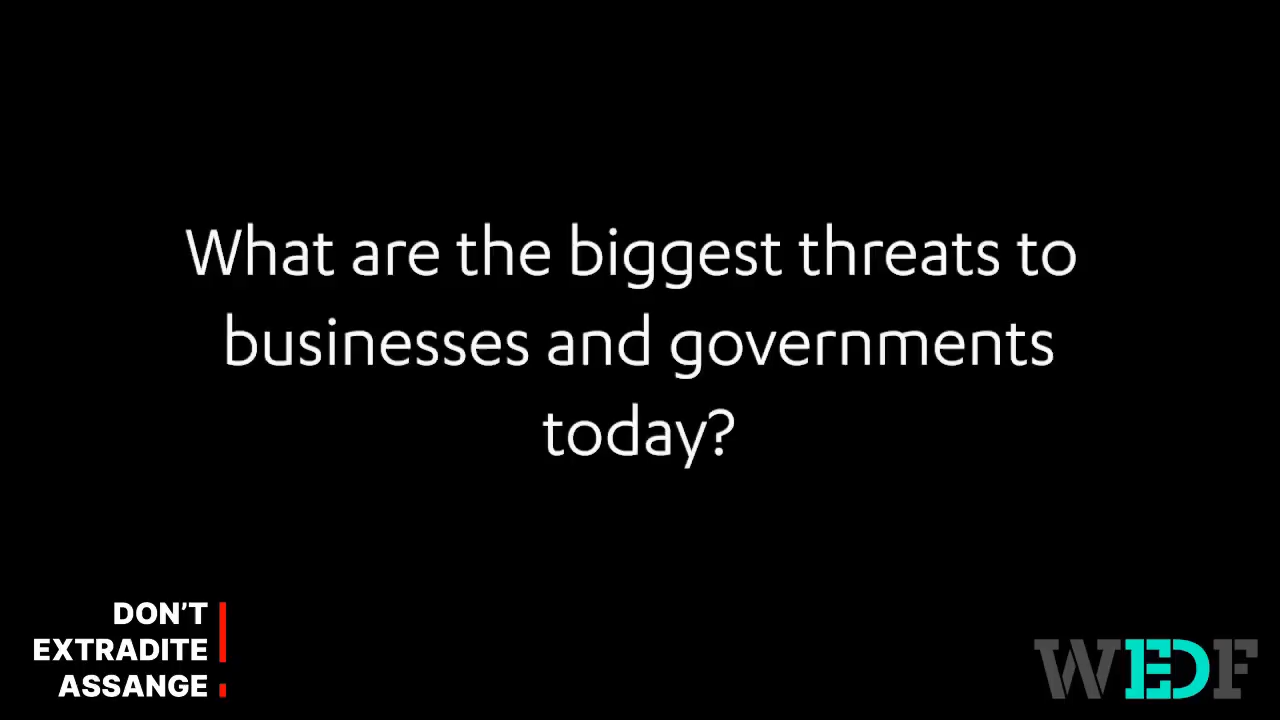 What are the biggest threats to
businesses and governments
today?
DON'T
EXTRADITE
ASSANGE
WEDF